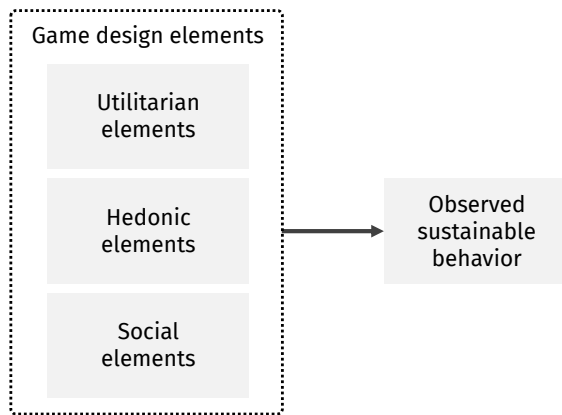 Game design elements
Utilitarian
elements
Hedonic
elements
Social
elements
Observed
sustainable
behavior